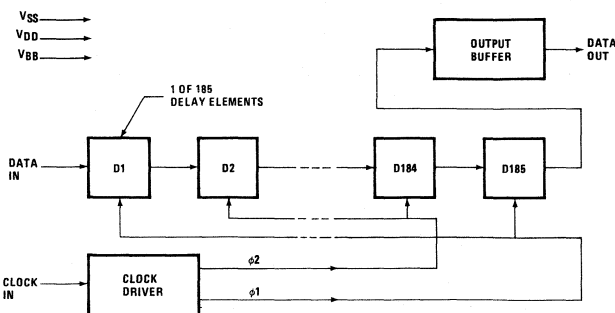 VSS
VDD
VBB
OUTPUT
BUFFER
DATA
OUT
1 OF 185
DELAY ELEMENTS
DATA
IN
D1
D2
D184
D185
CLOCK
IN
CLOCK
DRIVER
ϕ2
ϕ1